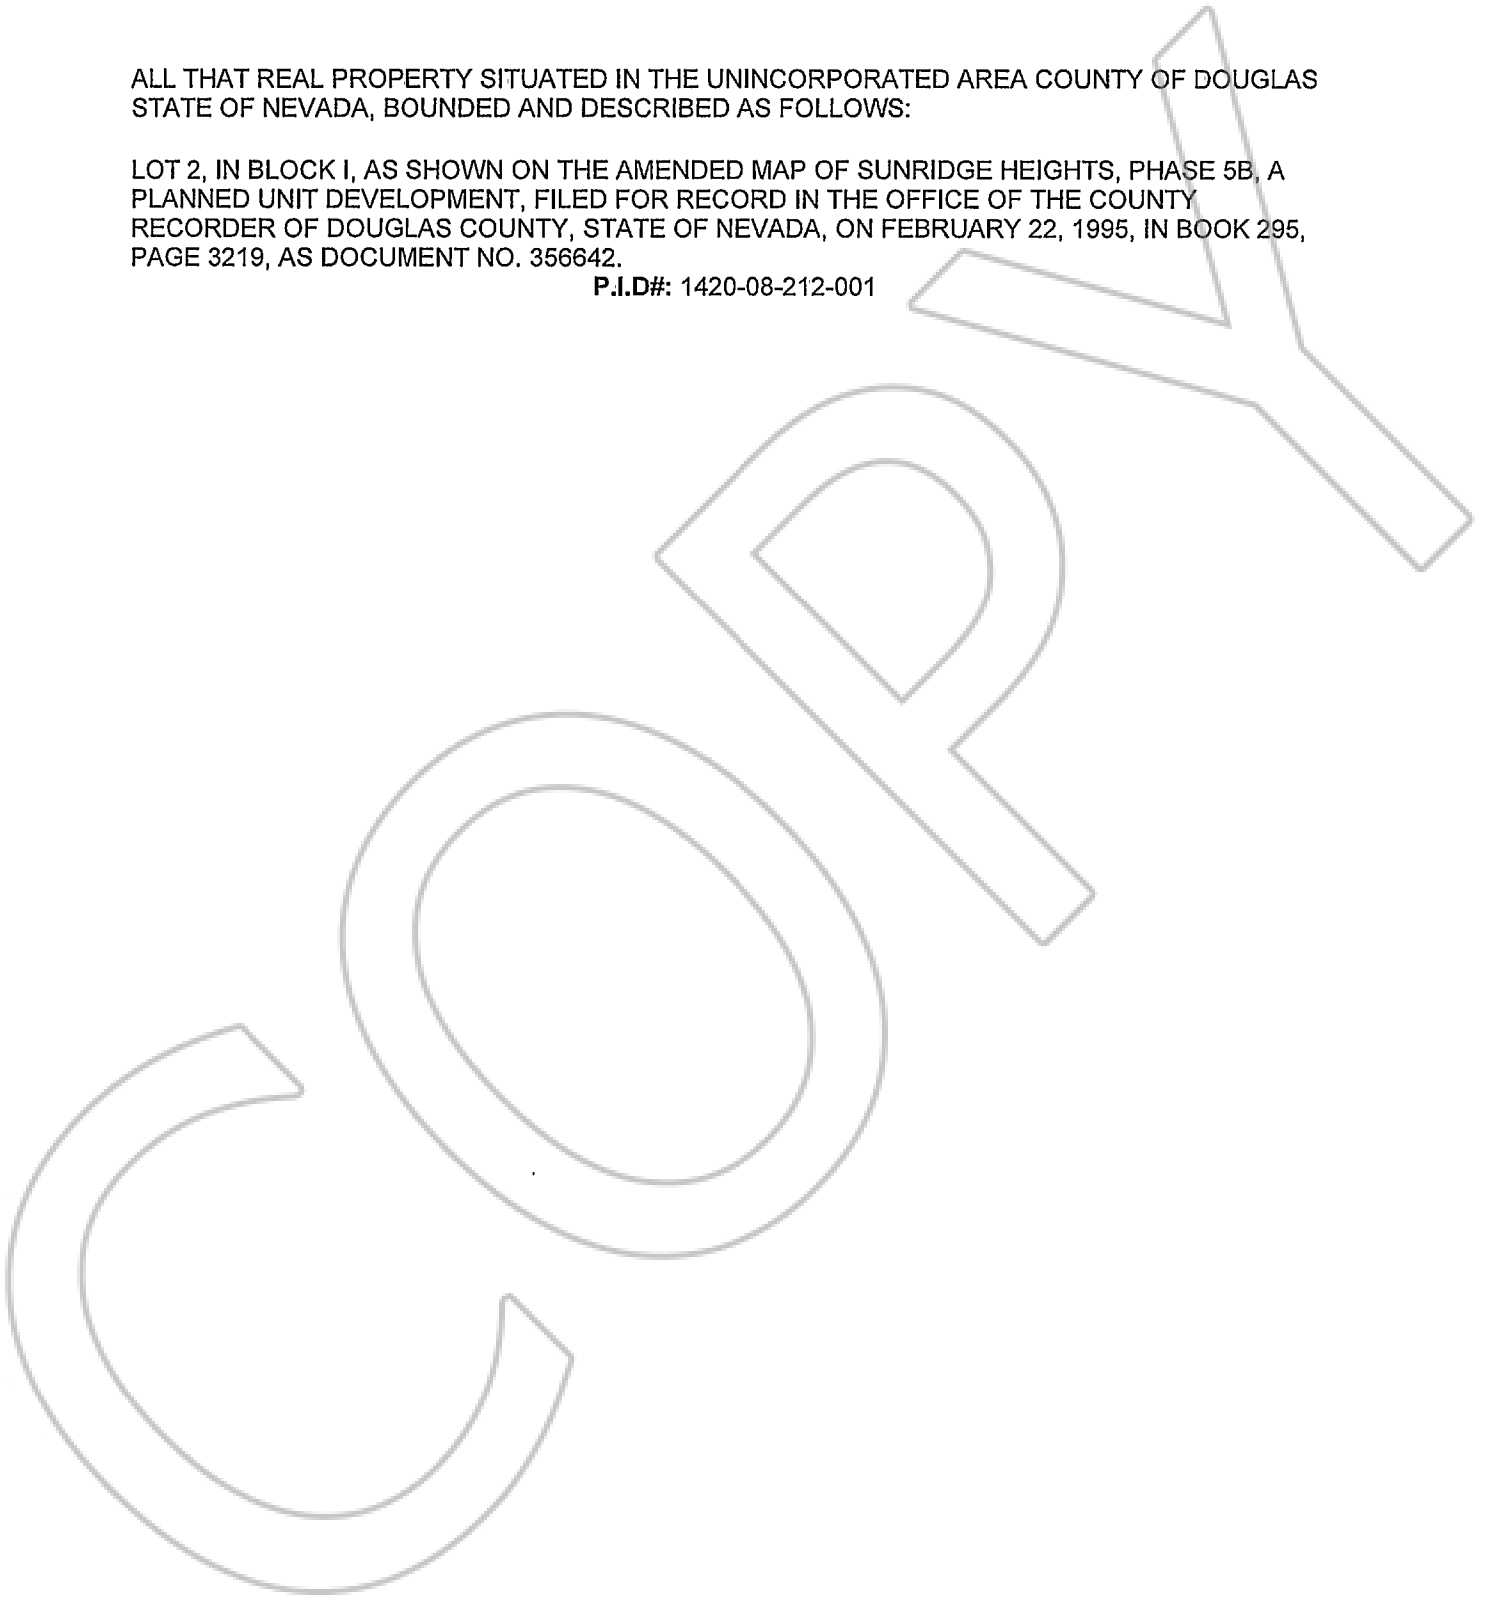 ALL THAT REAL PROPERTY SITUATED IN THE UNINCORPORATED AREA COUNTY OF DOUGLAS
STATE OF NEVADA, BOUNDED AND DESCRIBED AS FOLLOWS:
LOT 2, IN BLOCK I, AS SHOWN ON THE AMENDED MAP OF SUNRIDGE HEIGHTS, PHASE 5B, A
PLANNED UNIT DEVELOPMENT, FILED FOR RECORD IN THE OFFICE OF THE COUNTY
RECORDER OF DOUGLAS COUNTY, STATE OF NEVADA, ON FEBRUARY 22, 1995, IN BOOK 295,
PAGE 3219, AS DOCUMENT NO. 356642.
P.I.D#: 1420-08-212-001
COPY